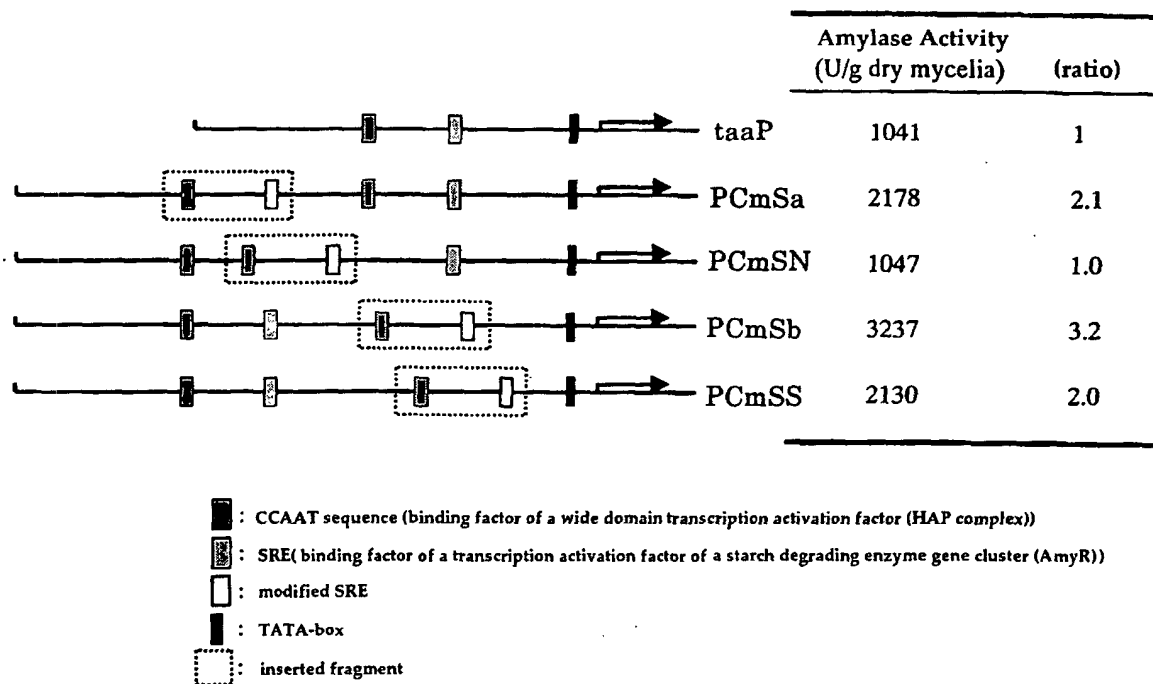 Amylase Activity
(U/g dry mycelia) (ratio)
taaP 1041 1
PCmSa 2178 2.1
PCmSN 1047 1.0
PCmSb 3237 3.2
PCmSS 2130 2.0
: CCAAT sequence (binding factor of a wide domain transcription activation factor (HAP complex))
: SRE( binding factor of a transcription activation factor of a starch degrading enzyme gene cluster (AmyR))
: modified SRE
: TATA-box
: inserted fragment